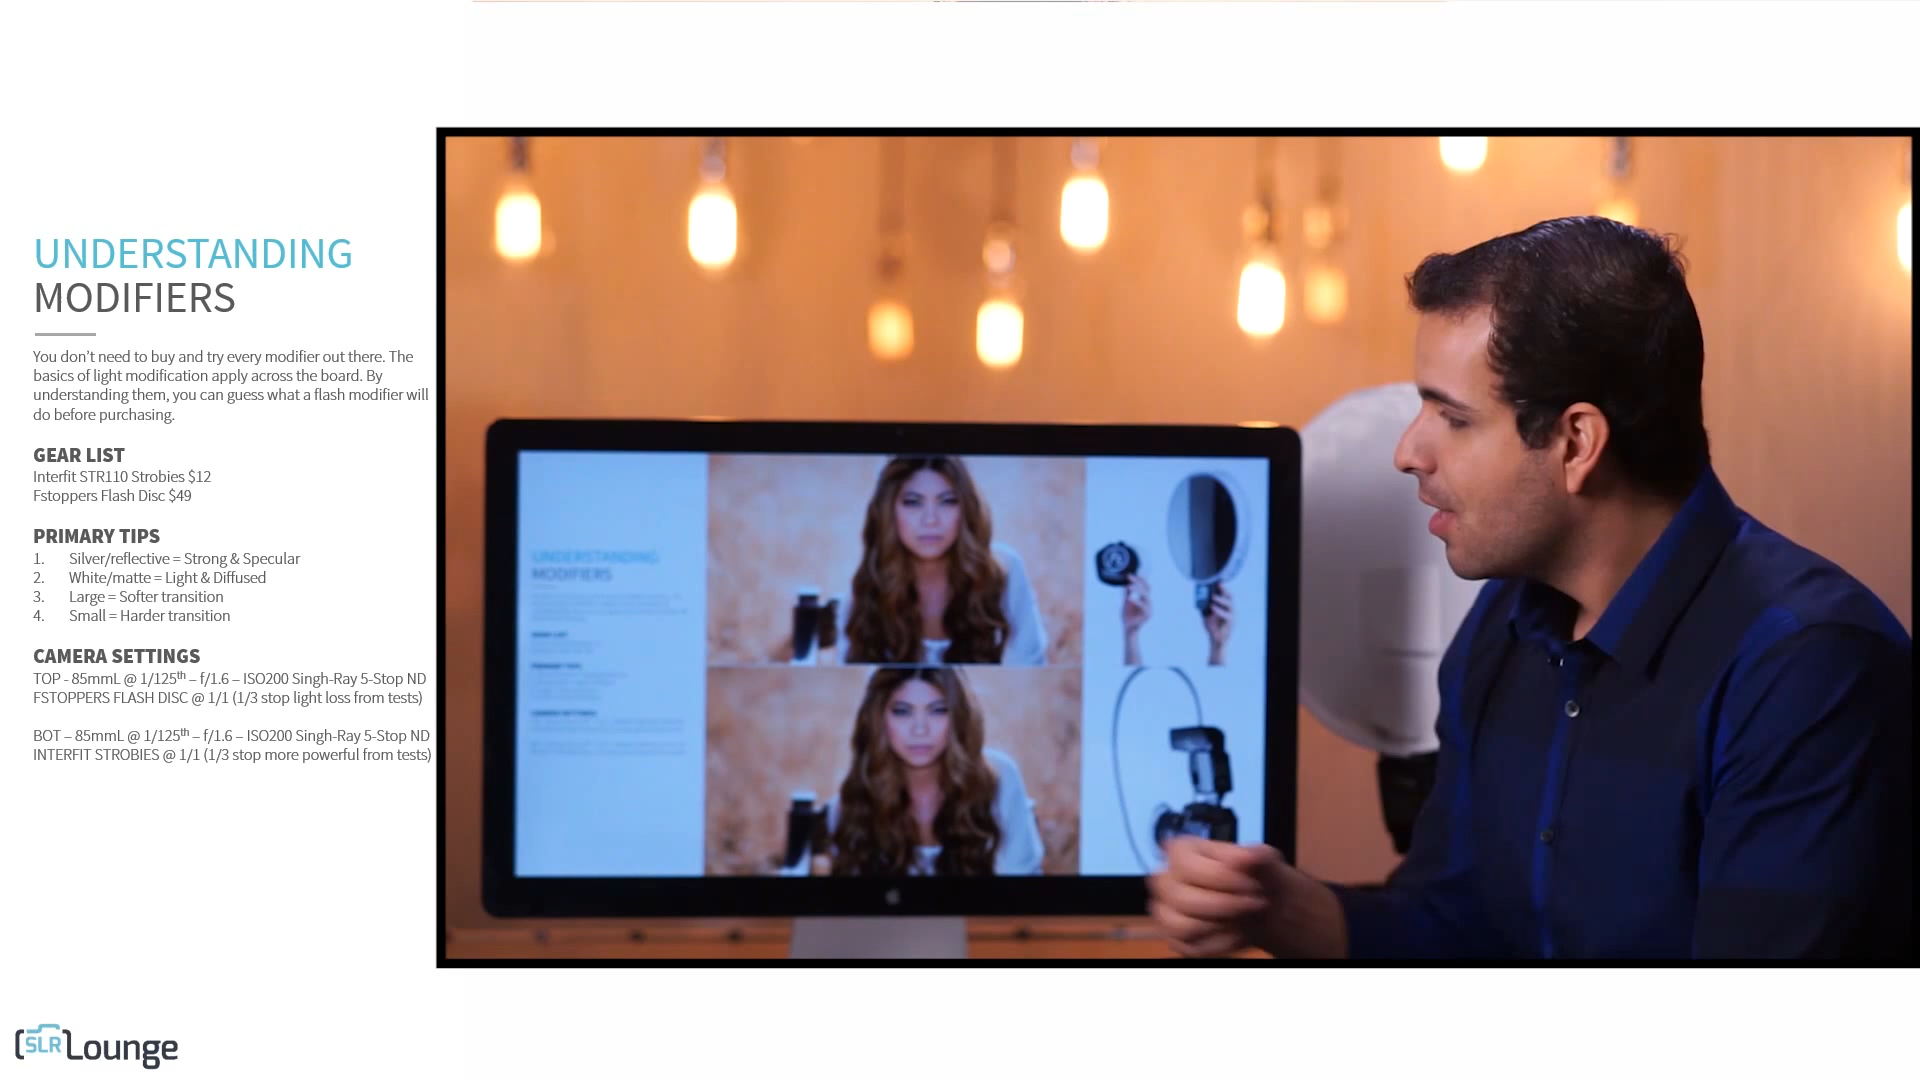 UNDERSTANDING
MODIFIERS
You don’t need to buy and try every modifier out there. The
basics of light modification apply across the board. By
understanding them, you can guess what a flash modifier will
do before purchasing.
GEAR LIST
Interfit STR110 Strobies $12
Fstoppers Flash Disc $49
PRIMARY TIPS
1. Silver/reflective = Strong & Specular
2. White/matte = Light & Diffused
3. Large = Softer transition
4. Small = Harder transition
CAMERA SETTINGS
TOP - 85mmL @ 1/125th – f/1.6 – ISO200 Singh-Ray 5-Stop ND
FSTOPPERS FLASH DISC @ 1/1 (1/3 stop light loss from tests)
BOT – 85mmL @ 1/125th – f/1.6 – ISO200 Singh-Ray 5-Stop ND
INTERFIT STROBIES @ 1/1 (1/3 stop more powerful from tests)
UNDERSTANDING
MODIFIERS
[SLR]Lounge